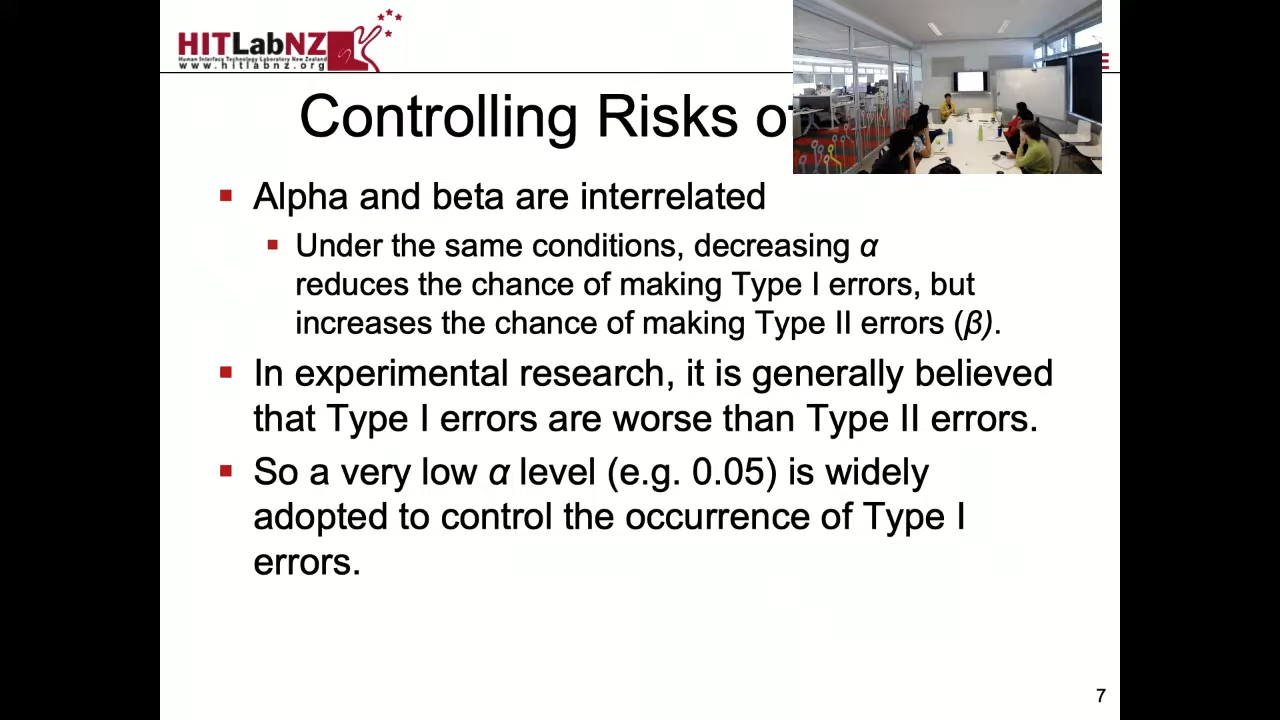 HITLabNZ
Human Interface Technology Laboratory New Zealand
www.hitlabnz.org
Controlling Risks of
▪ Alpha and beta are interrelated
▪ Under the same conditions, decreasing α
reduces the chance of making Type I errors, but
increases the chance of making Type II errors (β).
▪ In experimental research, it is generally believed
that Type I errors are worse than Type II errors.
▪ So a very low α level (e.g. 0.05) is widely
adopted to control the occurrence of Type I
errors.
7